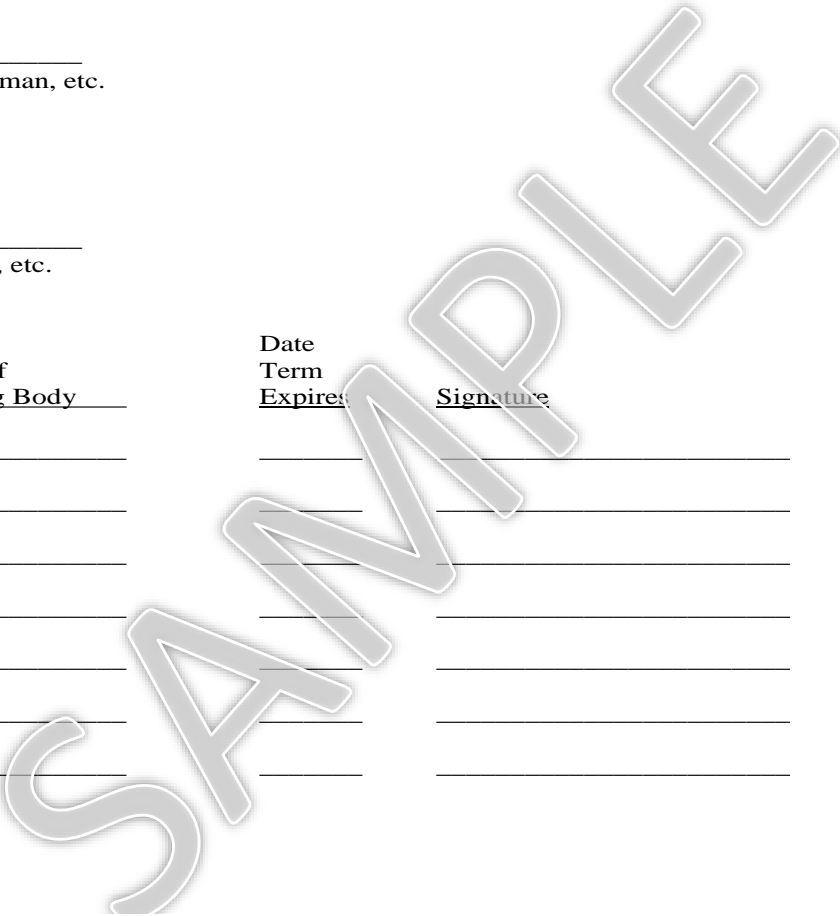 man, etc.
, etc.
Date
f Term
g Body Expires Signature
SAMPLE